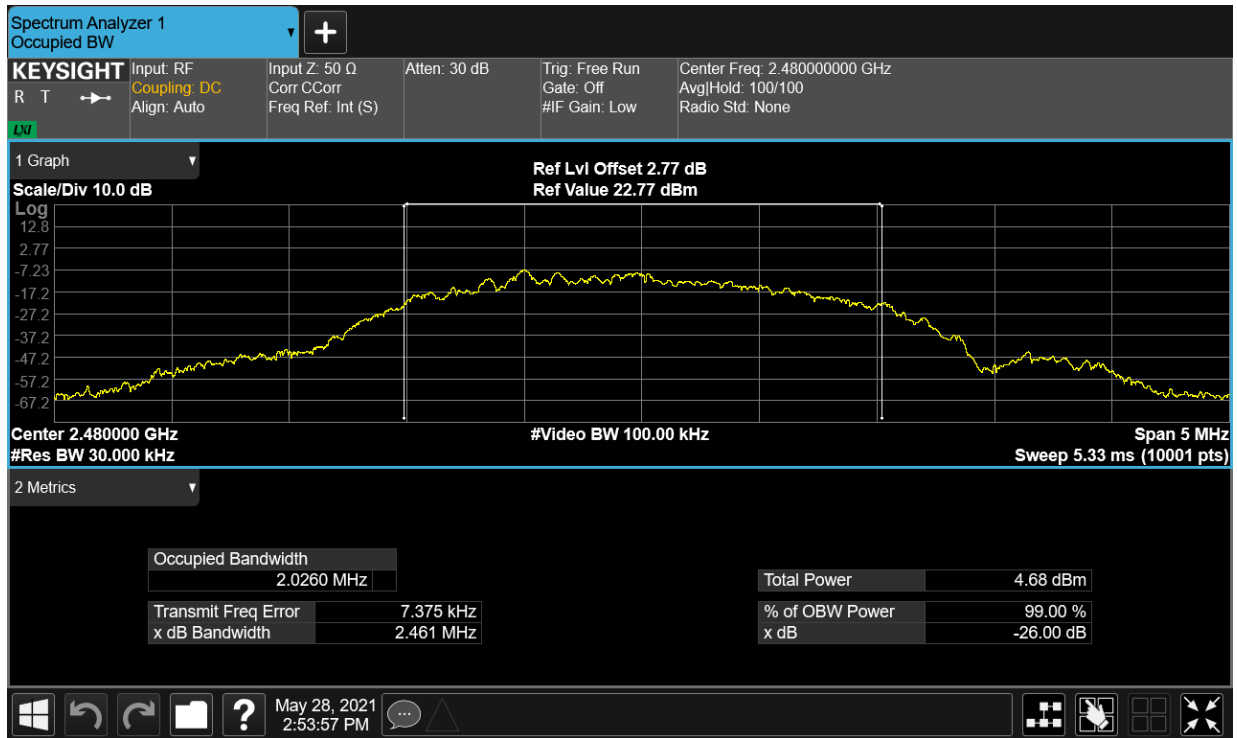 Spectrum Analyzer 1
Occupied BW
KEYSIGHT
R T
LXI
Input: RF
Coupling: DC
Align: Auto
Input Z: 50 Ω
Corr CCorr
Freq Ref: Int (S)
Atten: 30 dB
Trig: Free Run
Gate: Off
#IF Gain: Low
Center Freq: 2.480000000 GHz
Avg|Hold: 100/100
Radio Std: None
1 Graph
Scale/Div 10.0 dB
Ref Lvl Offset 2.77 dB
Ref Value 22.77 dBm
Log
12.8
2.77
-7.23
-17.2
-27.2
-37.2
-47.2
-57.2
-67.2
Center 2.480000 GHz
#Video BW 100.00 kHz
Span 5 MHz
#Res BW 30.000 kHz
Sweep 5.33 ms (10001 pts)
2 Metrics
Occupied Bandwidth
2.0260 MHz
Transmit Freq Error 7.375 kHz
x dB Bandwidth 2.461 MHz
Total Power 4.68 dBm
% of OBW Power 99.00 %
x dB -26.00 dB
?
May 28, 2021
2:53:57 PM